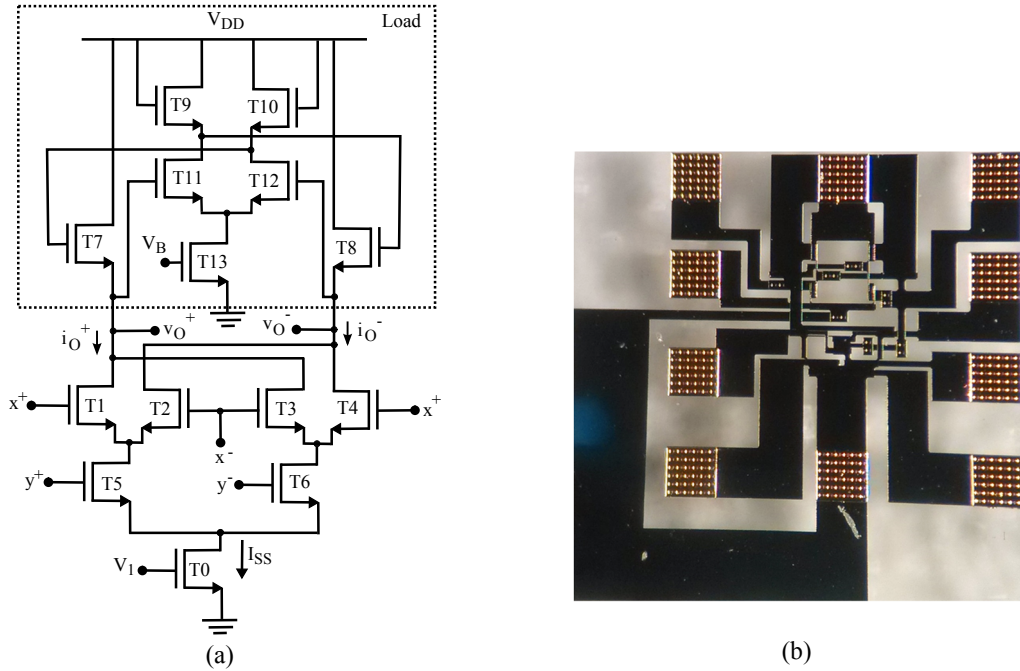 Load
V_DD
T9
T10
T11
T12
T7
V_B
T13
T8
i_O^+
v_O^+
v_O^-
i_O^-
x^+
T1
T2
T3
T4
x^+
x^-
y^+
T5
y^-
T6
V_1
T0
I_SS
(a)
(b)